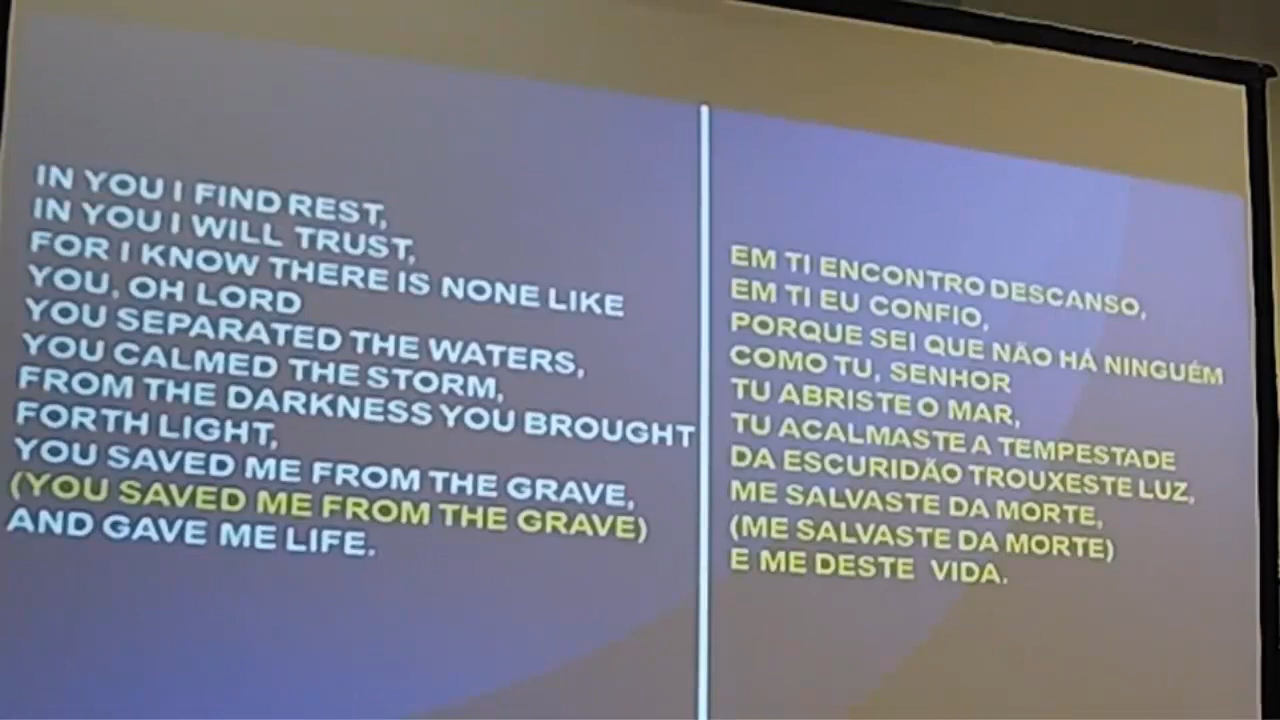 IN YOU I FIND REST,
IN YOU I WILL TRUST,
FOR I KNOW THERE IS NONE LIKE
YOU, OH LORD
YOU SEPARATED THE WATERS,
YOU CALMED THE STORM,
FROM THE DARKNESS YOU BROUGHT
FORTH LIGHT,
YOU SAVED ME FROM THE GRAVE,
(YOU SAVED ME FROM THE GRAVE)
AND GAVE ME LIFE.
EM TI ENCONTRO DESCANSO,
EM TI EU CONFIO,
PORQUE SEI QUE NÃO HÁ NINGUÉM
COMO TU, SENHOR
TU ABRISTE O MAR,
TU ACALMASTE A TEMPESTADE
DA ESCURIDÃO TROUXESTE LUZ,
ME SALVASTE DA MORTE,
(ME SALVASTE DA MORTE)
E ME DESTE VIDA.